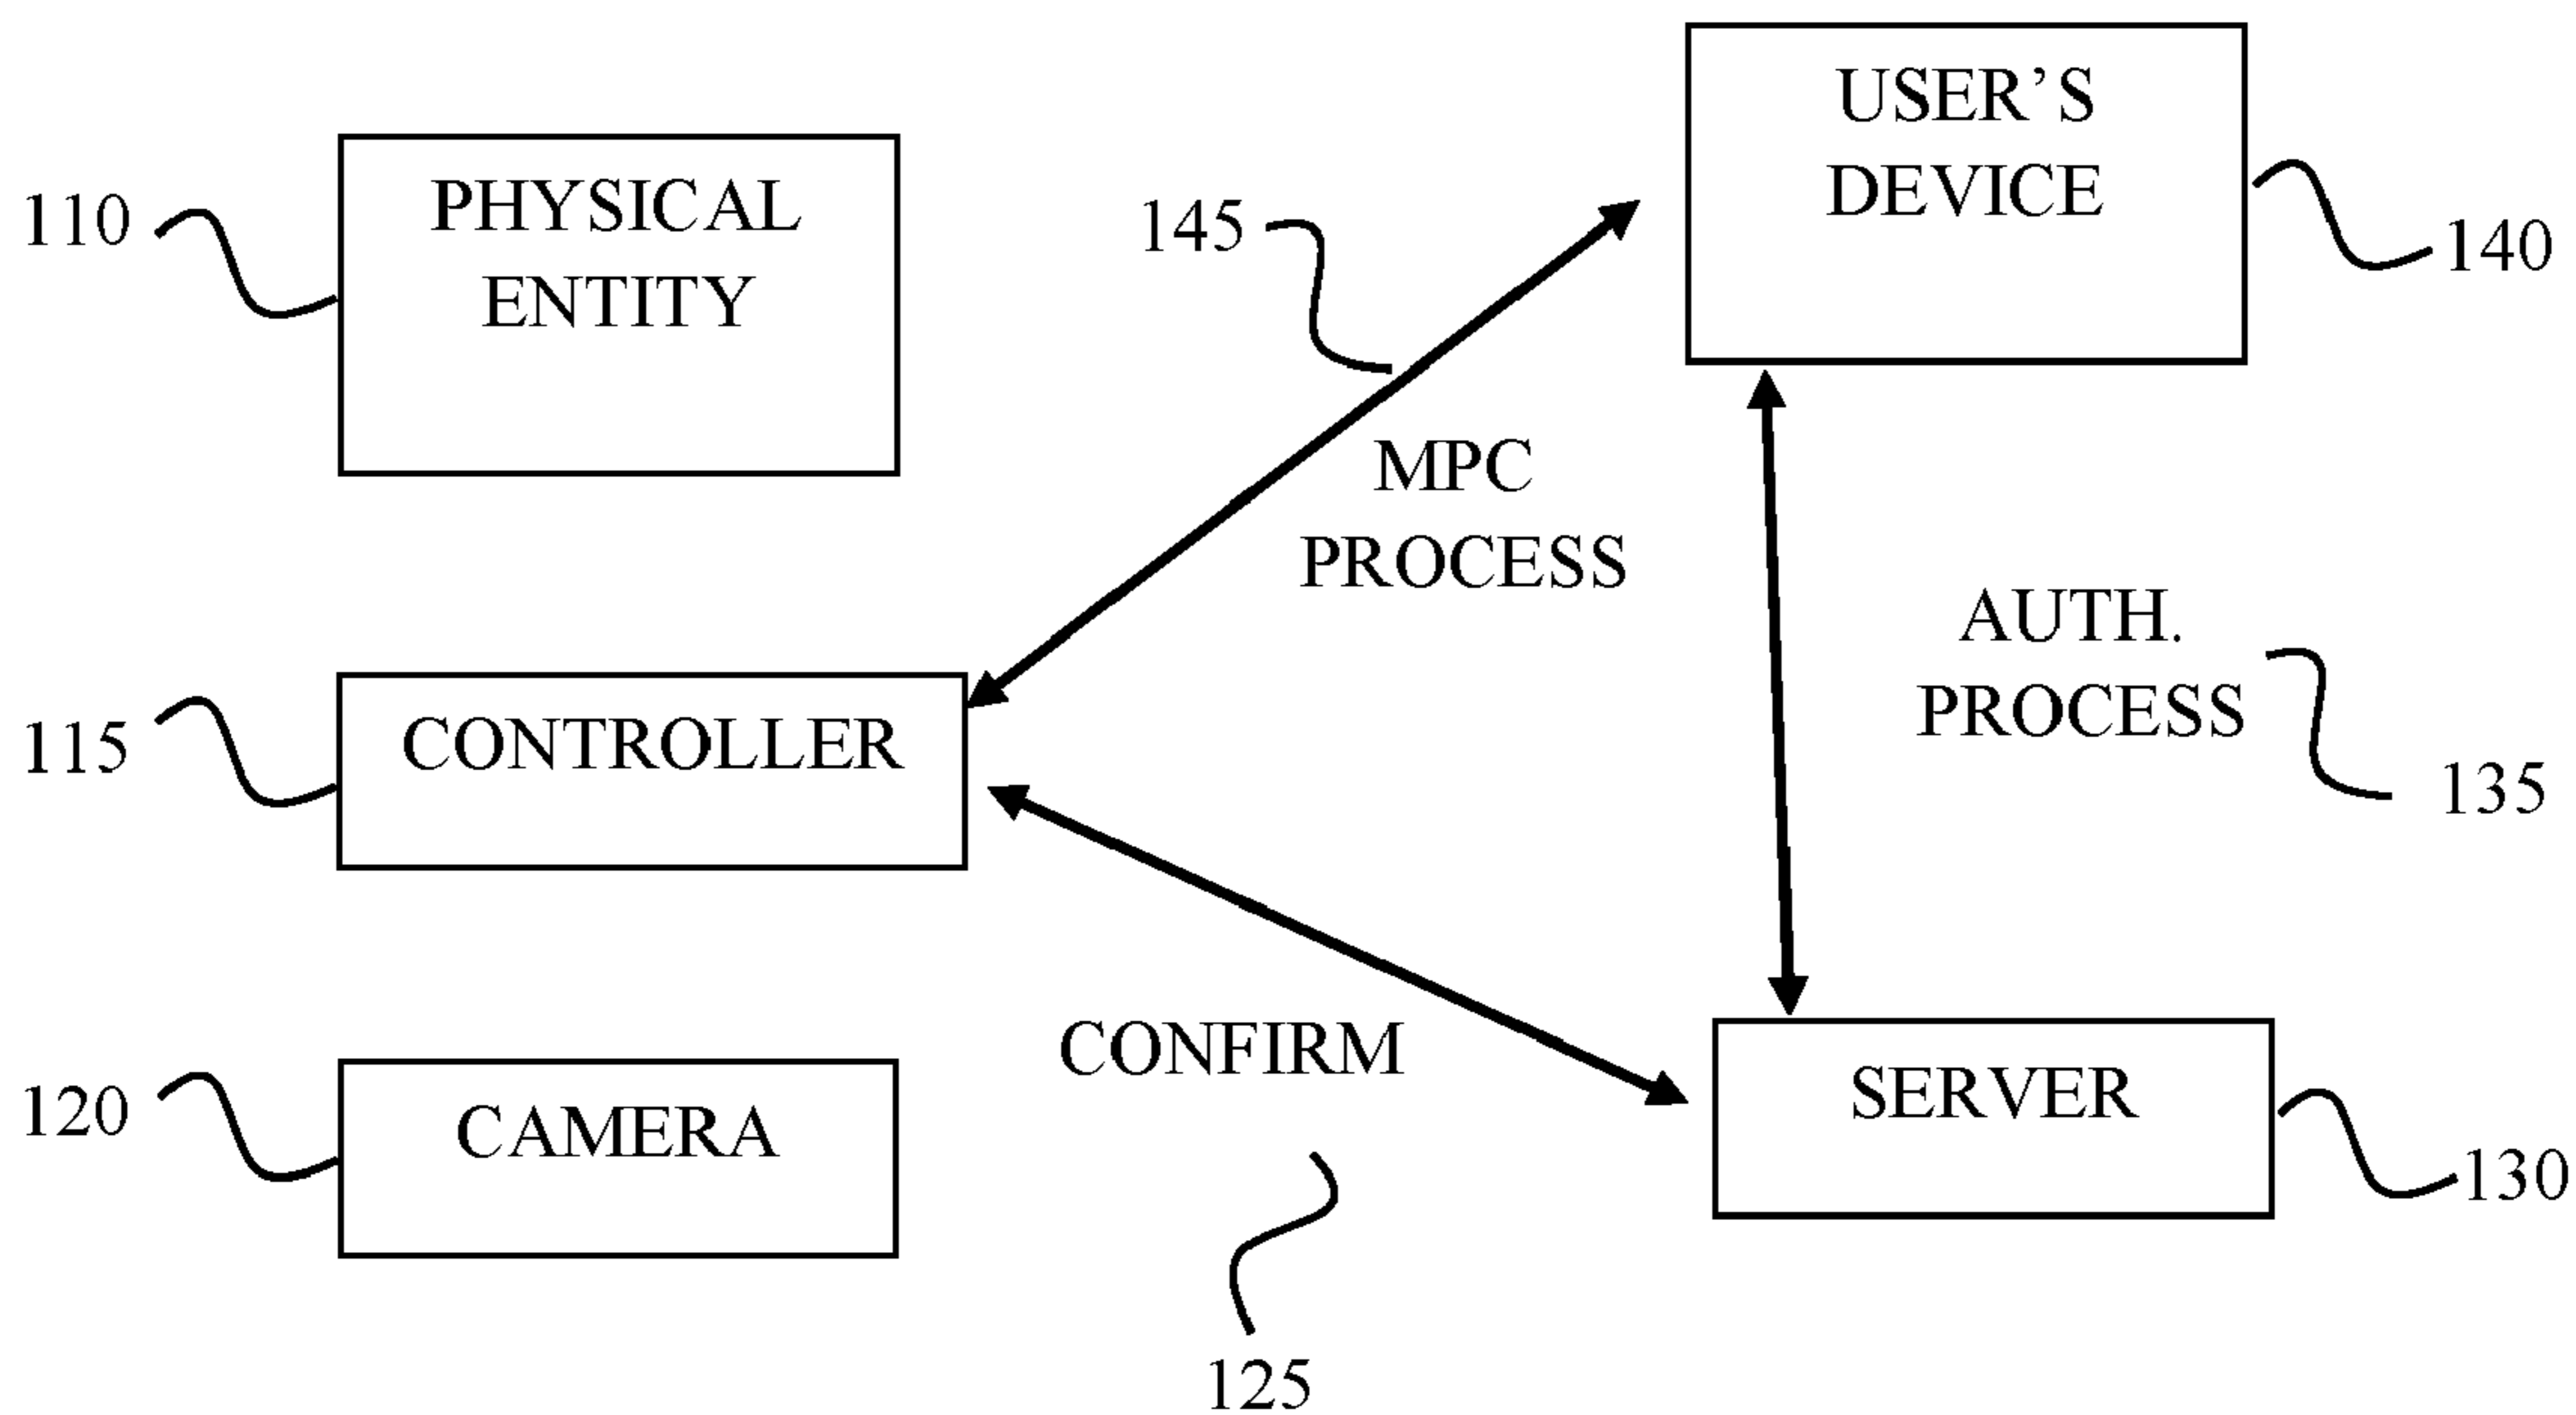 USER’S
DEVICE
140
PHYSICAL
ENTITY
110
145
MPC
PROCESS
AUTH.
PROCESS
135
CONTROLLER
115
CONFIRM
125
SERVER
130
CAMERA
120